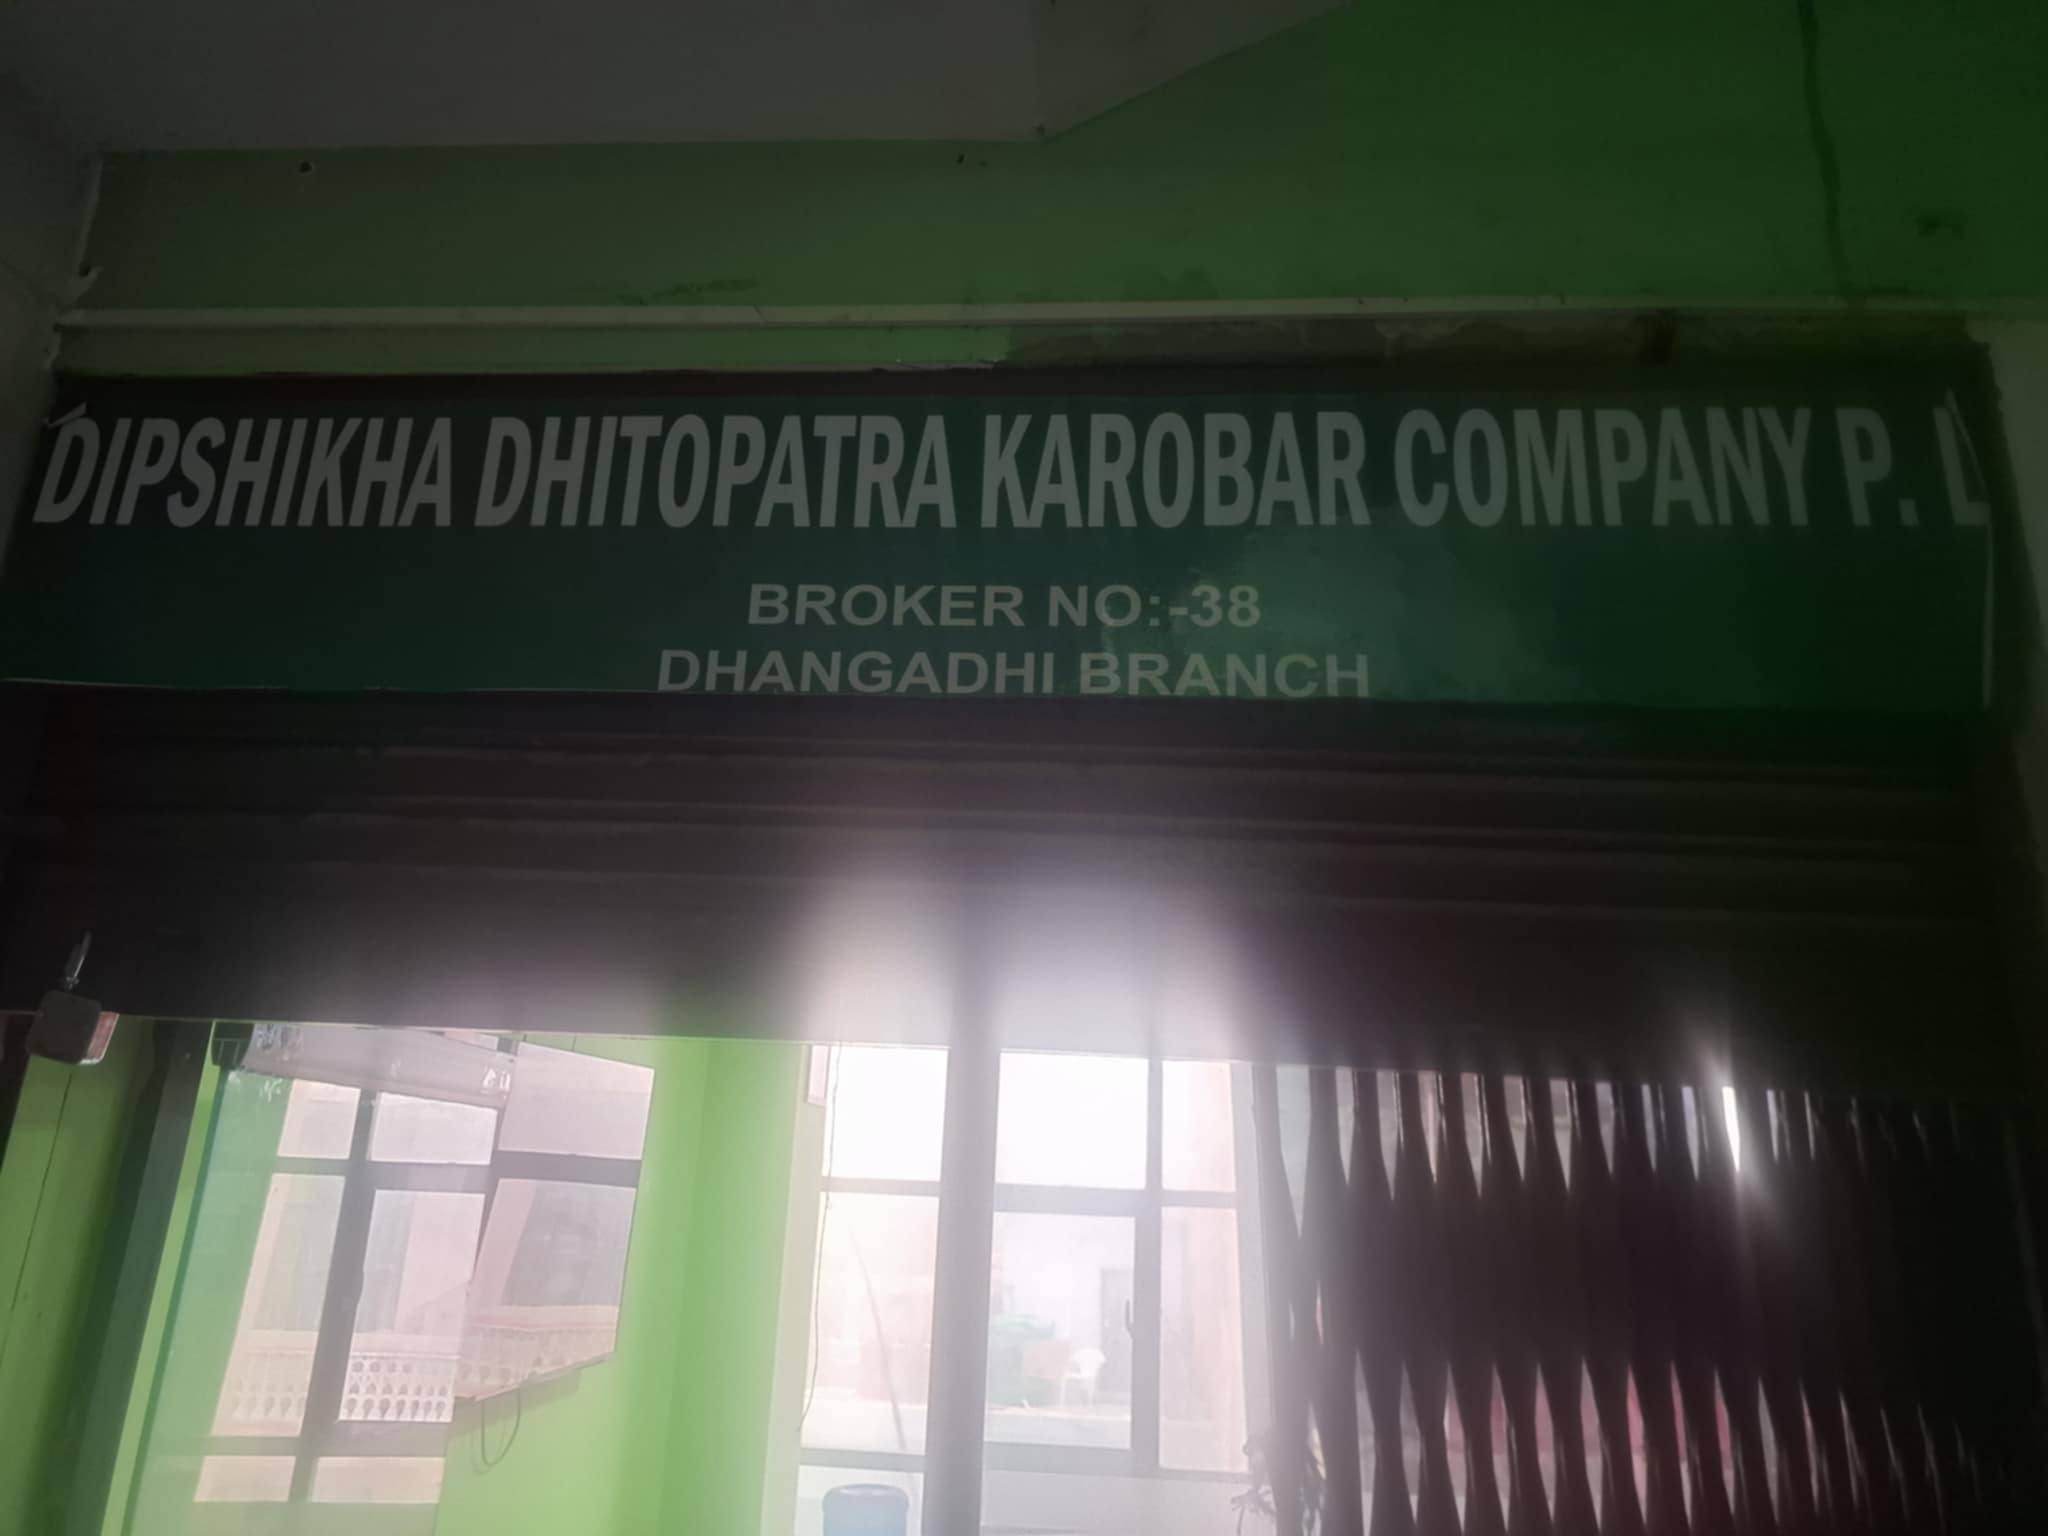 DIPSHIKHA DHITOPATRA KAROBAR COMPANY P. L
BROKER NO:-38
DHANGADHI BRANCH